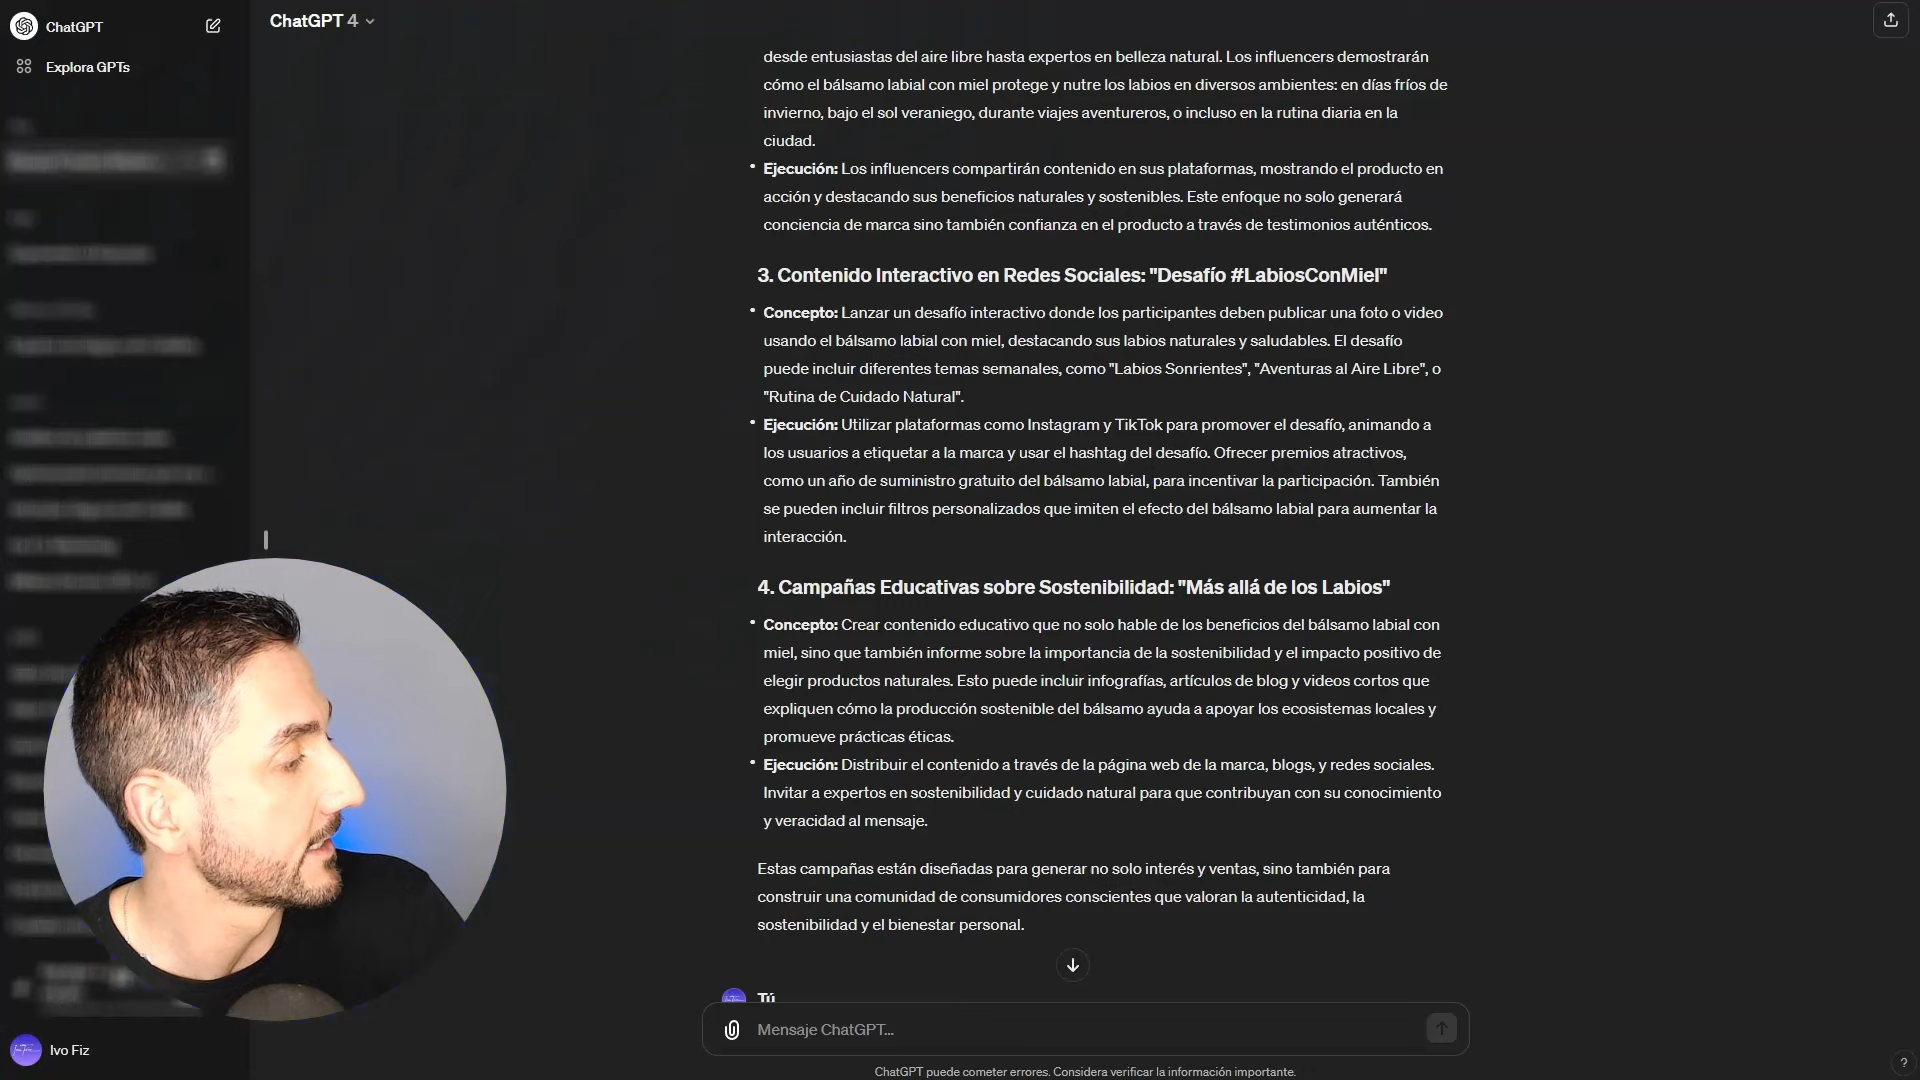 ChatGPT
Explora GPTs
ChatGPT 4
desde entusiastas del aire libre hasta expertos en belleza natural. Los influencers demostrarán
cómo el bálsamo labial con miel protege y nutre los labios en diversos ambientes: en días fríos de
invierno, bajo el sol veraniego, durante viajes aventureros, o incluso en la rutina diaria en la
ciudad.
• Ejecución: Los influencers compartirán contenido en sus plataformas, mostrando el producto en
acción y destacando sus beneficios naturales y sostenibles. Este enfoque no solo generará
conciencia de marca sino también confianza en el producto a través de testimonios auténticos.
3. Contenido Interactivo en Redes Sociales: "Desafío #LabiosConMiel"
• Concepto: Lanzar un desafío interactivo donde los participantes deben publicar una foto o video
usando el bálsamo labial con miel, destacando sus labios naturales y saludables. El desafío
puede incluir diferentes temas semanales, como "Labios Sonrientes", "Aventuras al Aire Libre", o
"Rutina de Cuidado Natural".
• Ejecución: Utilizar plataformas como Instagram y TikTok para promover el desafío, animando a
los usuarios a etiquetar a la marca y usar el hashtag del desafío. Ofrecer premios atractivos,
como un año de suministro gratuito del bálsamo labial, para incentivar la participación. También
se pueden incluir filtros personalizados que imiten el efecto del bálsamo labial para aumentar la
interacción.
4. Campañas Educativas sobre Sostenibilidad: "Más allá de los Labios"
• Concepto: Crear contenido educativo que no solo hable de los beneficios del bálsamo labial con
miel, sino que también informe sobre la importancia de la sostenibilidad y el impacto positivo de
elegir productos naturales. Esto puede incluir infografías, artículos de blog y videos cortos que
expliquen cómo la producción sostenible del bálsamo ayuda a apoyar los ecosistemas locales y
promueve prácticas éticas.
• Ejecución: Distribuir el contenido a través de la página web de la marca, blogs, y redes sociales.
Invitar a expertos en sostenibilidad y cuidado natural para que contribuyan con su conocimiento
y veracidad al mensaje.
Estas campañas están diseñadas para generar no solo interés y ventas, sino también para
construir una comunidad de consumidores conscientes que valoran la autenticidad, la
sostenibilidad y el bienestar personal.
Tú
Mensaje ChatGPT...
Ivo Fiz
ChatGPT puede cometer errores. Considera verificar la información importante.
?